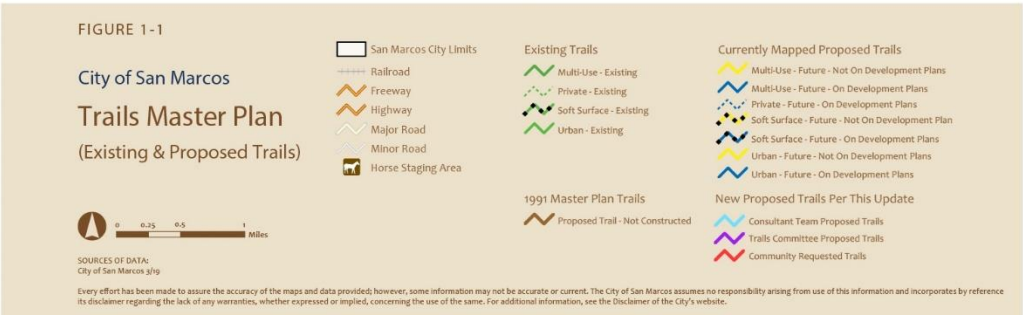 FIGURE 1-1
City of San Marcos
Trails Master Plan
(Existing & Proposed Trails)
0 0.25 0.5 1
Miles
SOURCES OF DATA:
City of San Marcos 3/19
San Marcos City Limits
Railroad
Freeway
Highway
Major Road
Minor Road
Horse Staging Area
Existing Trails
Multi-Use - Existing
Private - Existing
Soft Surface - Existing
Urban - Existing
1991 Master Plan Trails
Proposed Trail - Not Constructed
Currently Mapped Proposed Trails
Multi-Use - Future - Not On Development Plans
Multi-Use - Future - On Development Plans
Private - Future - On Development Plans
Soft Surface - Future - Not On Development Plan
Soft Surface - Future - On Development Plans
Urban - Future - Not On Development Plans
Urban - Future - On Development Plans
New Proposed Trails Per This Update
Consultant Team Proposed Trails
Trails Committee Proposed Trails
Community Requested Trails
Every effort has been made to assure the accuracy of the maps and data provided; however, some information may not be accurate or current. The City of San Marcos assumes no responsibility arising from use of this information and incorporates by reference
its disclaimer regarding the lack of any warranties, whether expressed or implied, concerning the use of the same. For additional information, see the Disclaimer of the City's website.